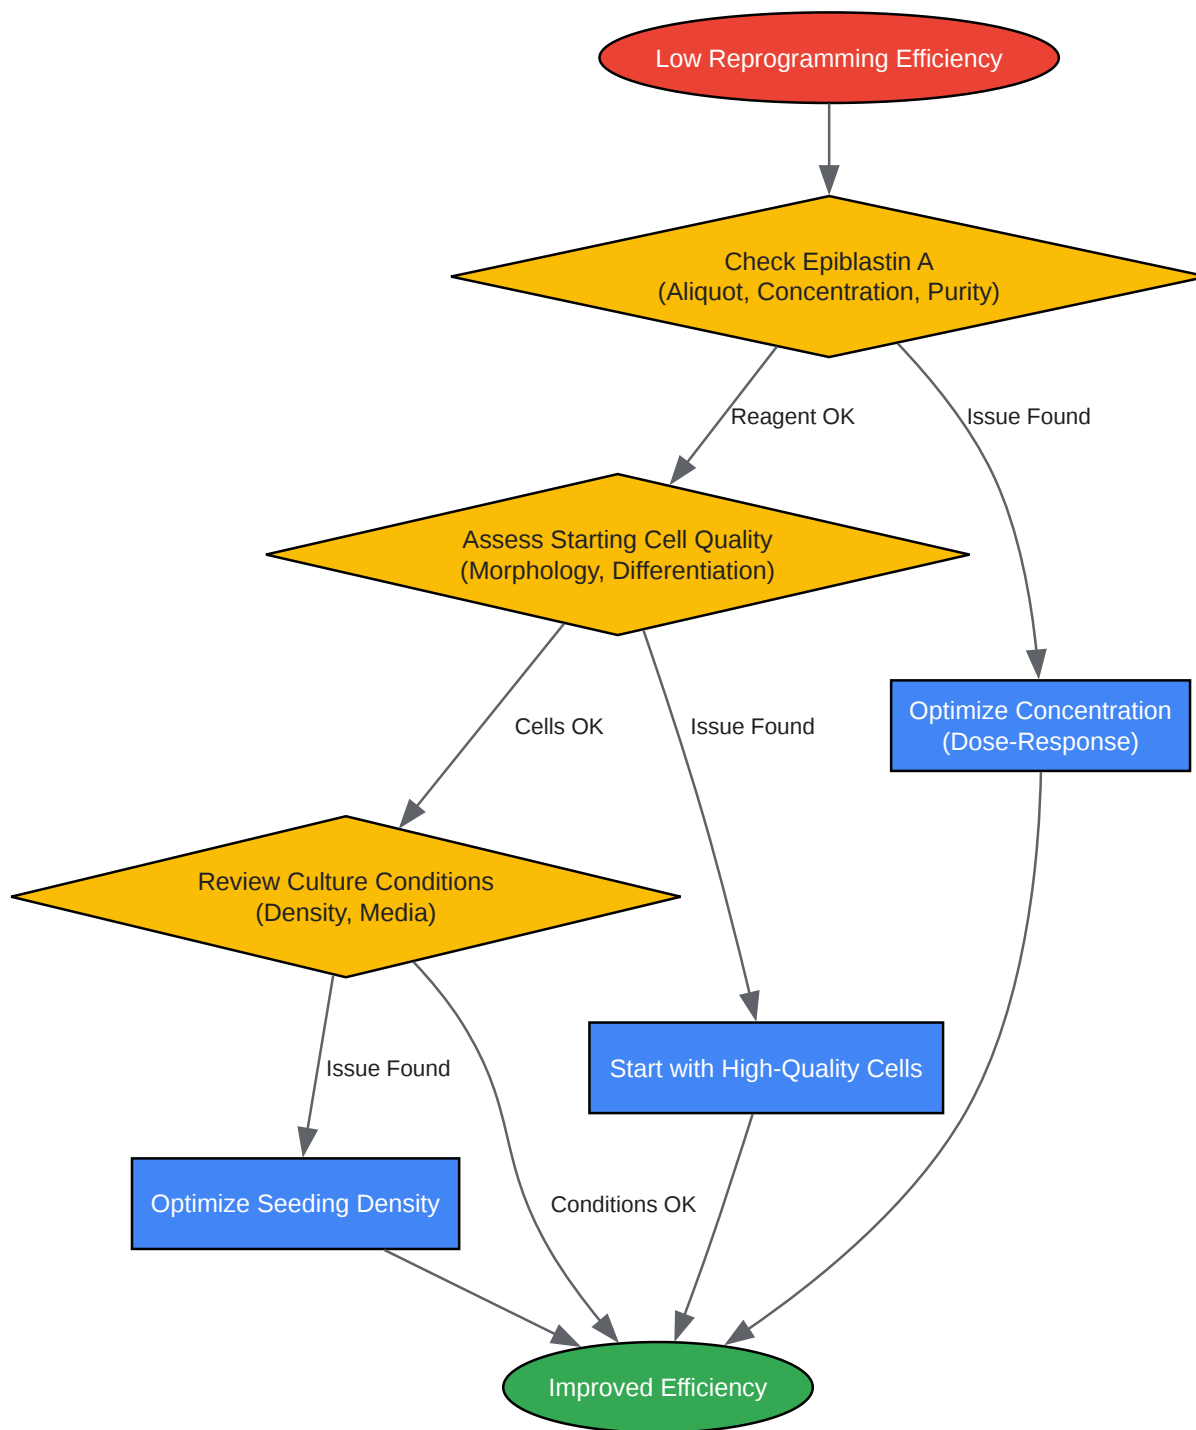 Low Reprogramming Efficiency
Check Epiblastin A
(Aliquot, Concentration, Purity)
Reagent OK
Issue Found
Assess Starting Cell Quality
(Morphology, Differentiation)
Optimize Concentration
(Dose-Response)
Cells OK
Issue Found
Review Culture Conditions
(Density, Media)
Start with High-Quality Cells
Issue Found
Optimize Seeding Density
Conditions OK
Improved Efficiency